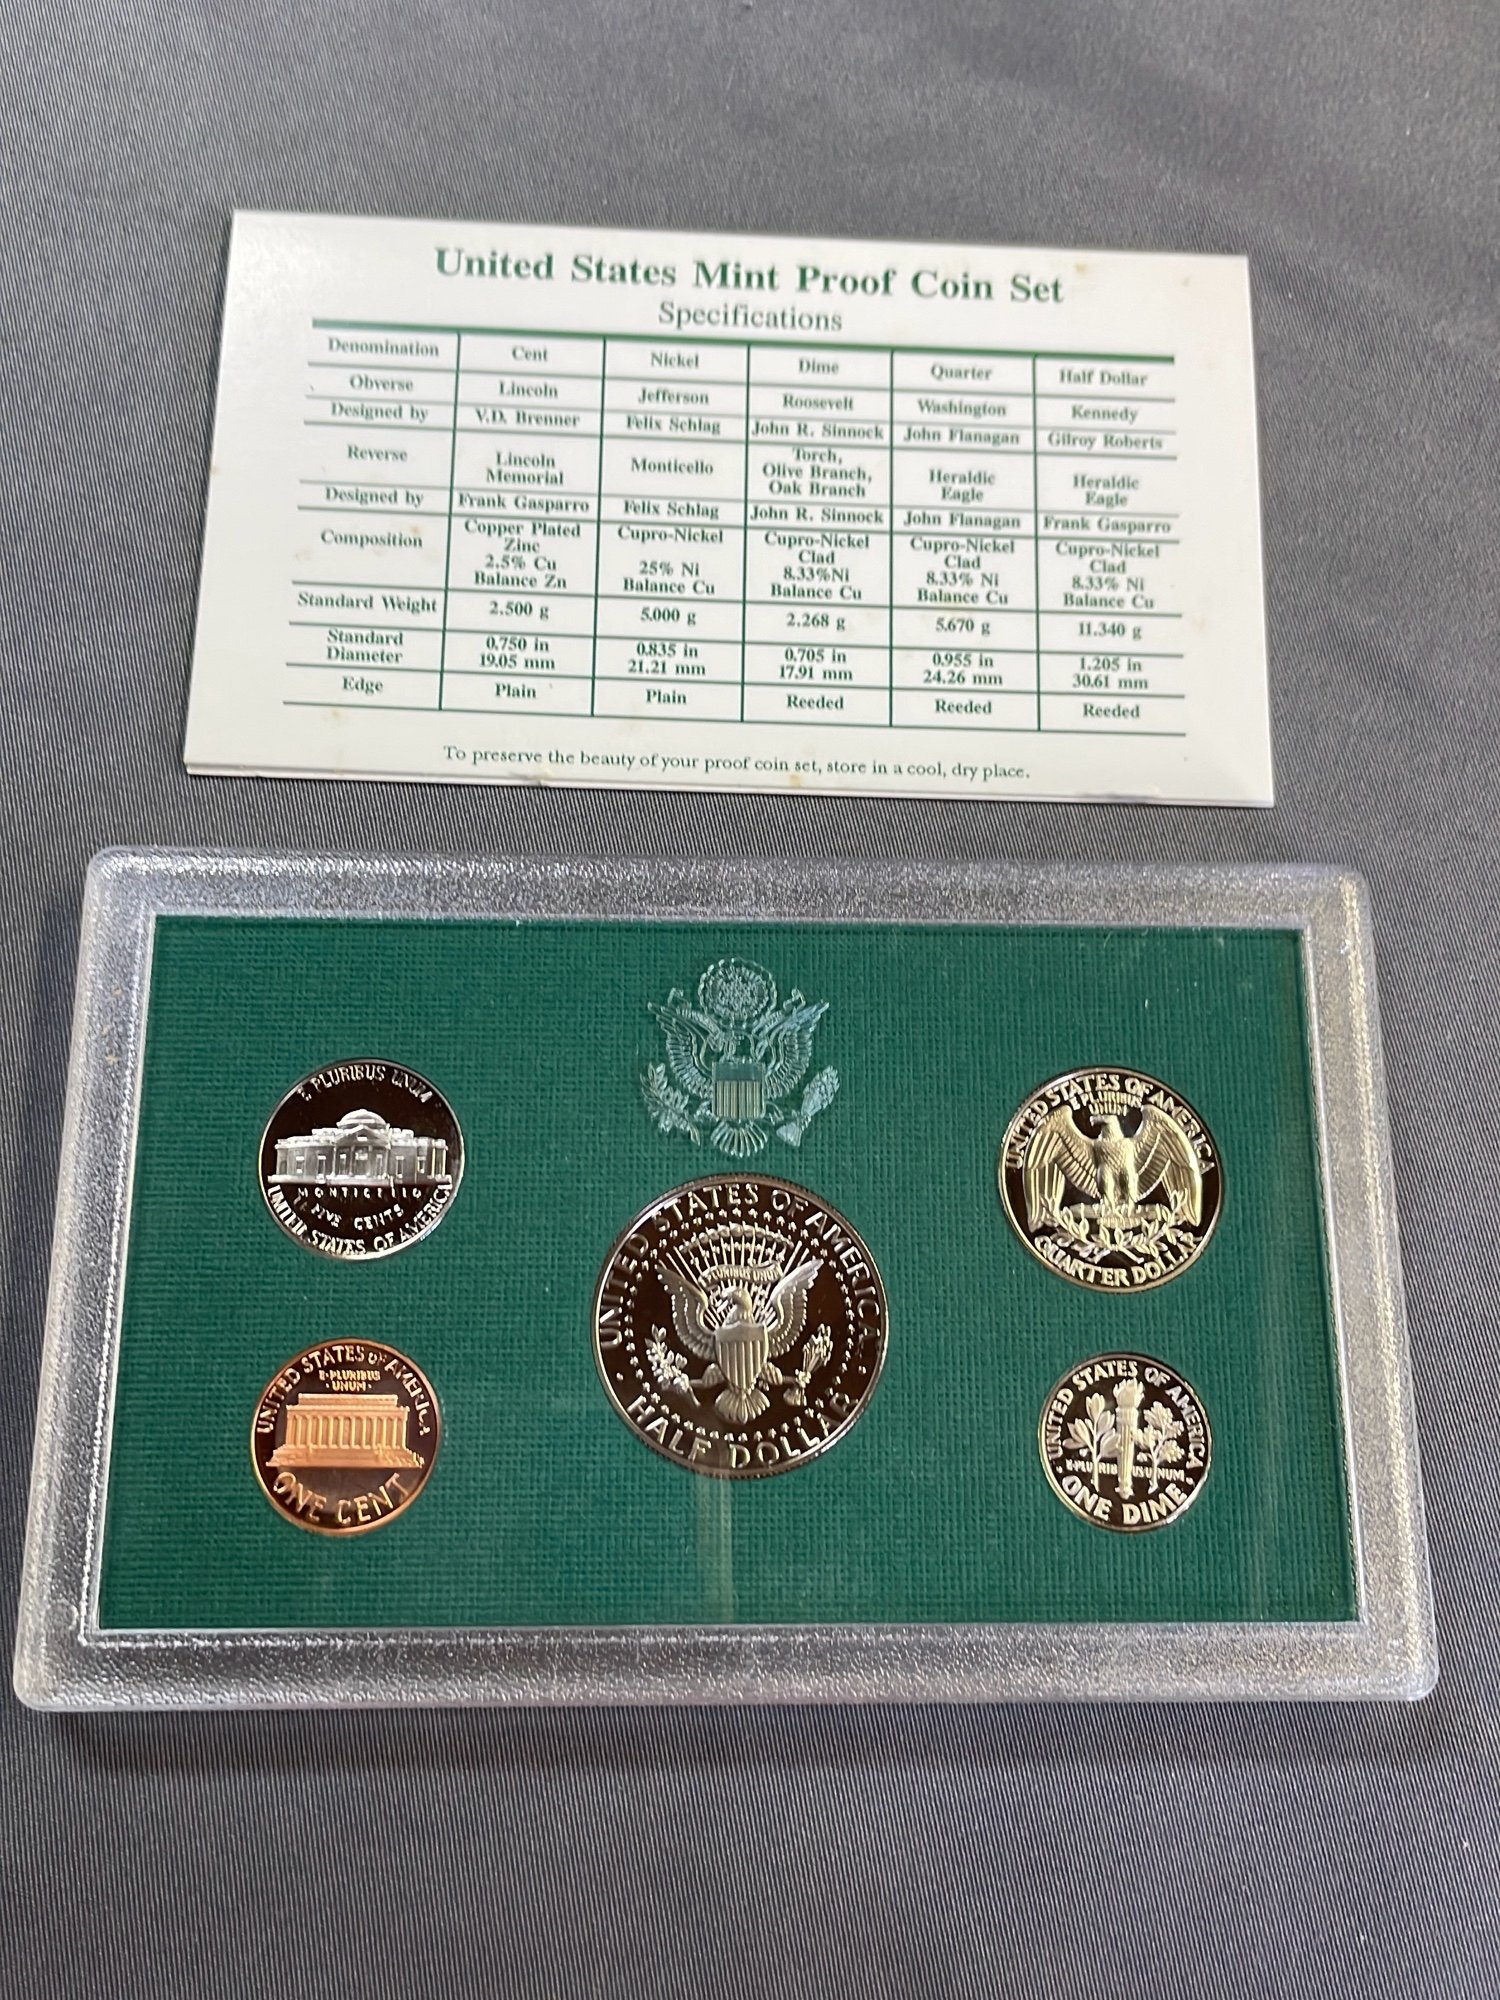 United States Mint Proof Coin Set
Specifications
Denomination Cent Nickel Dime Quarter Half Dollar
Obverse Lincoln Jefferson Roosevelt Washington Kennedy
Designed by V.D. Brenner Felix Schlag John R. Sinnock John Flanagan Gilroy Roberts
Reverse Lincoln Memorial Monticello Torch, Olive Branch, Oak Branch Heraldic Eagle Heraldic Eagle
Designed by Frank Gasparro Felix Schlag John R. Sinnock John Flanagan Frank Gasparro
Composition Copper Plated Zinc 2.5% Cu Balance Zn Cupro-Nickel 25% Ni Balance Cu Cupro-Nickel Clad 8.33%Ni Balance Cu Cupro-Nickel Clad 8.33% Ni Balance Cu Cupro-Nickel Clad 8.33% Ni Balance Cu
Standard Weight 2.500 g 5.000 g 2.268 g 5.670 g 11.340 g
Standard Diameter 0.750 in 19.05 mm 0.835 in 21.21 mm 0.705 in 17.91 mm 0.955 in 24.26 mm 1.205 in 30.61 mm
Edge Plain Plain Reeded Reeded Reeded
To preserve the beauty of your proof coin set, store in a cool, dry place.
E PLURIBUS UNUM
MONTICELLO
FIVE CENTS
UNITED STATES OF AMERICA
UNITED STATES OF AMERICA
E PLURIBUS
UNUM
QUARTER DOLLAR
UNITED STATES OF AMERICA
E PLURIBUS UNUM
HALF DOLLAR
UNITED STATES OF AMERICA
E·PLURIBUS
·UNUM·
ONE CENT
UNITED STATES OF AMERICA
E·PLURIBUS·UNUM
ONE DIME